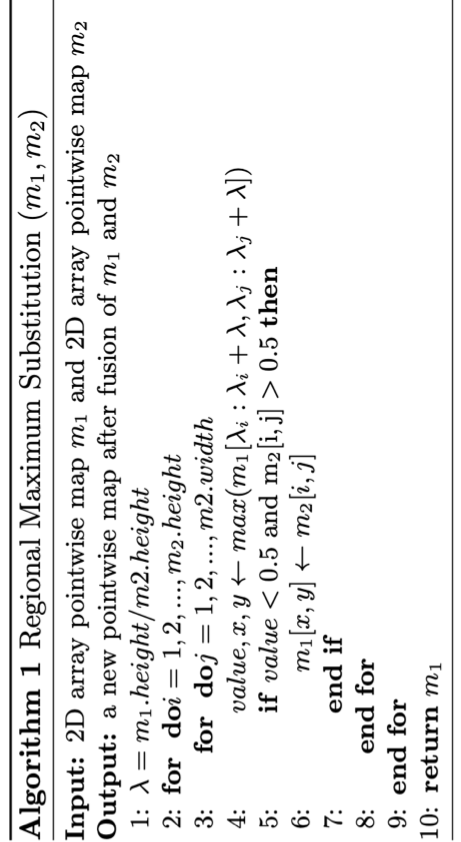 Algorithm 1 Regional Maximum Substitution (m₁, m₂)
Input: 2D array pointwise map m₁ and 2D array pointwise map m₂
Output: a new pointwise map after fusion of m₁ and m₂
1: λ = m₁.height/m2.height
2: for doi = 1, 2, ..., m₂.height
3: for doj = 1, 2, ..., m2.width
4: value, x, y ← max(m₁[λᵢ : λᵢ + λ, λⱼ : λⱼ + λ])
5: if value < 0.5 and m₂[i,j] > 0.5 then
6: m₁[x, y] ← m₂[i, j]
7: end if
8: end for
9: end for
10: return m₁